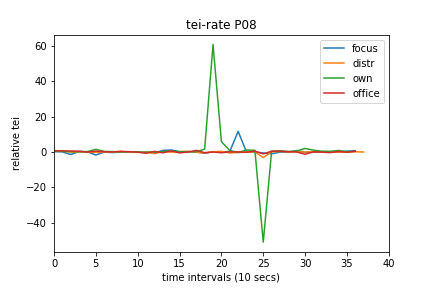 tei-rate P08
focus
distr
own
office
relative tei
60
40
20
0
−20
−40
0 5 10 15 20 25 30 35 40
time intervals (10 secs)